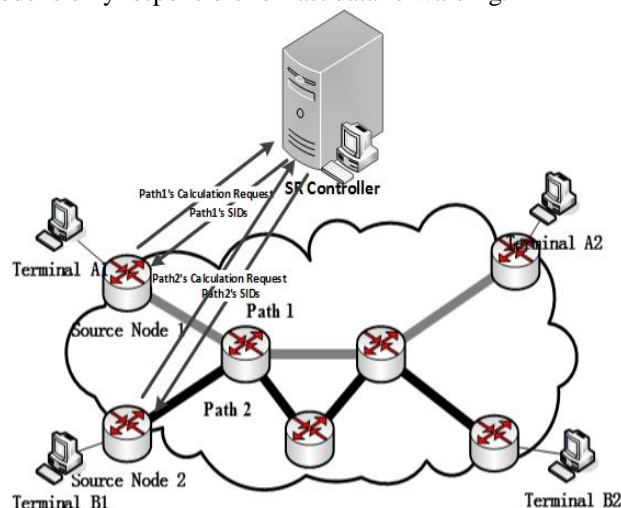 SR Controller
Path1's Calculation Request
Path1's SIDs
Terminal A1
Terminal A2
Path2's Calculation Request
Path2's SIDs
Source Node 1
Path 1
Path 2
Source Node 2
Terminal B1
Terminal B2